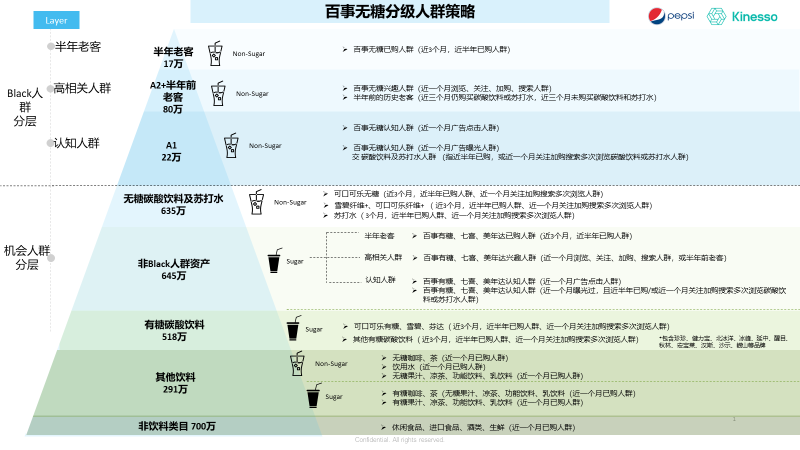 百事无糖分级人群策略
pepsi
Kinesso
Layer
半年老客
高相关人群
Black人
群
分层
认知人群
机会人群
分层
半年老客
17万
Non-Sugar
➢ 百事无糖已购人群（近3个月，近半年已购人群）
A2+半年前
老客
80万
Non-Sugar
➢ 百事无糖兴趣人群（近一个月浏览、关注、加购、搜索人群）
➢ 半年前的历史老客（近三个月仍购买碳酸饮料或苏打水，近三个月未购买碳酸饮料和苏打水）
A1
22万
Non-Sugar
➢ 百事无糖认知人群（近一个月广告点击人群）
➢ 百事无糖认知人群（近一个月广告曝光人群）
交 碳酸饮料及苏打水人群 （指近半年已购，或近一个月关注加购搜索多次浏览碳酸饮料或苏打水人群）
无糖碳酸饮料及苏打水
635万
Non-Sugar
➢ 可口可乐无糖（近3个月，近半年已购人群、近一个月关注加购搜索多次浏览人群）
➢ 雪碧纤维+、可口可乐纤维+ （ 近3个月，近半年已购人群、近一个月关注加购搜索多次浏览人群）
➢ 苏打水（ 3个月，近半年已购人群、近一个月关注加购搜索多次浏览人群）
非Black人群资产
645万
Sugar
半年老客
➢ 百事有糖、七喜、美年达已购人群（近3个月，近半年已购人群）
高相关人群
➢ 百事有糖、七喜、美年达兴趣人群（近一个月浏览、关注、加购、搜索人群，或半年前老客）
认知人群
➢ 百事有糖、七喜、美年达认知人群（近一个月广告点击人群）
➢ 百事有糖、七喜、美年达认知人群（近一个月曝光过，且近半年已购/或近一个月关注加购搜索多次浏览碳酸饮
料或苏打水人群）
有糖碳酸饮料
518万
Sugar
➢ 可口可乐有糖、雪碧、芬达（ 近3个月，近半年已购人群、近一个月关注加购搜索多次浏览人群）
➢ 其他有糖碳酸饮料（ 近3个月，近半年已购人群、近一个月关注加购搜索多次浏览人群）
*包含珍珍、健力宝、北冰洋、冰峰、延中、醒目、
其他饮料
291万
Non-Sugar
➢ 无糖咖啡、茶（近一个月已购人群）
➢ 饮用水（近一个月已购人群）
➢ 无糖果汁、凉茶、功能饮料、乳饮料（近一个月已购人群）
Sugar
➢ 有糖咖啡、茶（无糖果汁、凉茶、功能饮料、乳饮料（近一个月已购人群）
➢ 有糖果汁、凉茶、功能饮料、乳饮料（近一个月已购人群）
1
非饮料类目 700万
➢ 休闲食品、进口食品、酒类、生鲜（近一个月已购人群）
Confidential. All rights reserved.